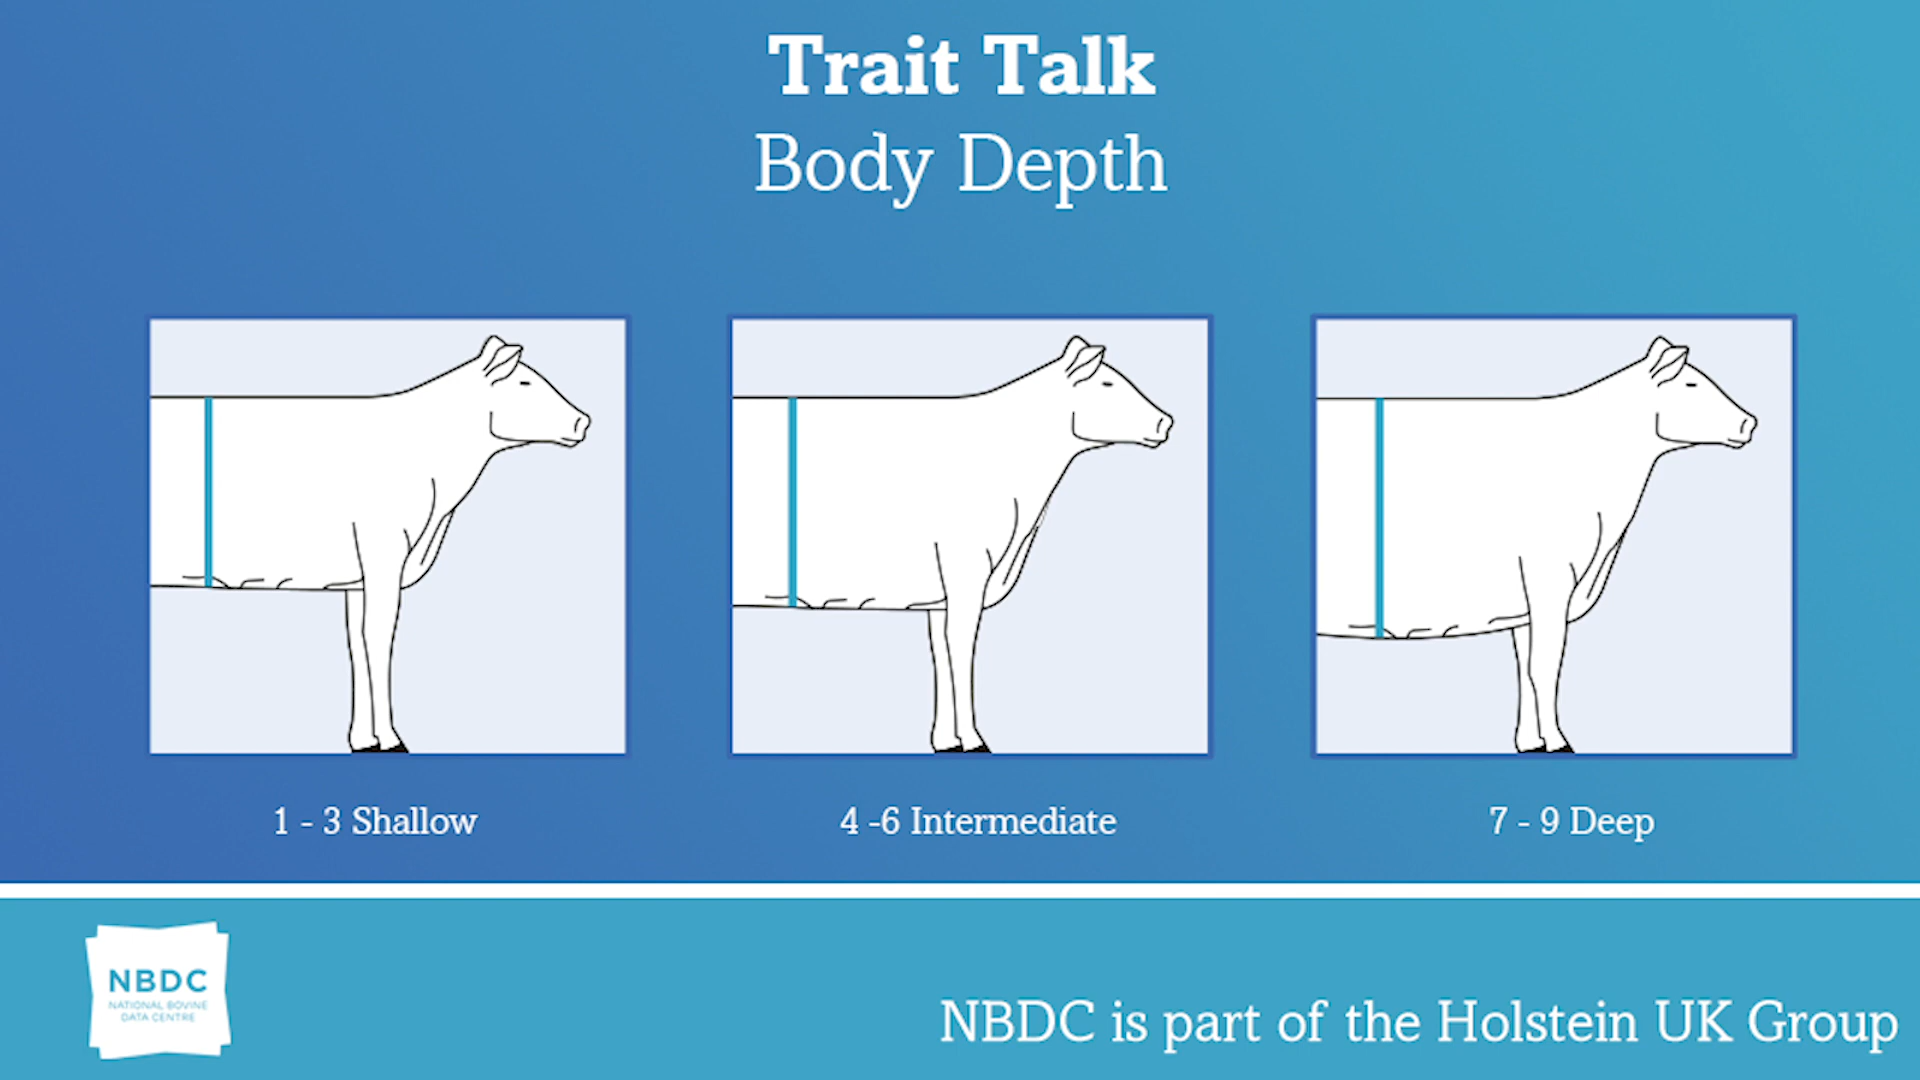 Trait Talk
Body Depth
1 - 3 Shallow
4 -6 Intermediate
7 - 9 Deep
NBDC
NATIONAL BOVINE
DATA CENTRE
NBDC is part of the Holstein UK Group